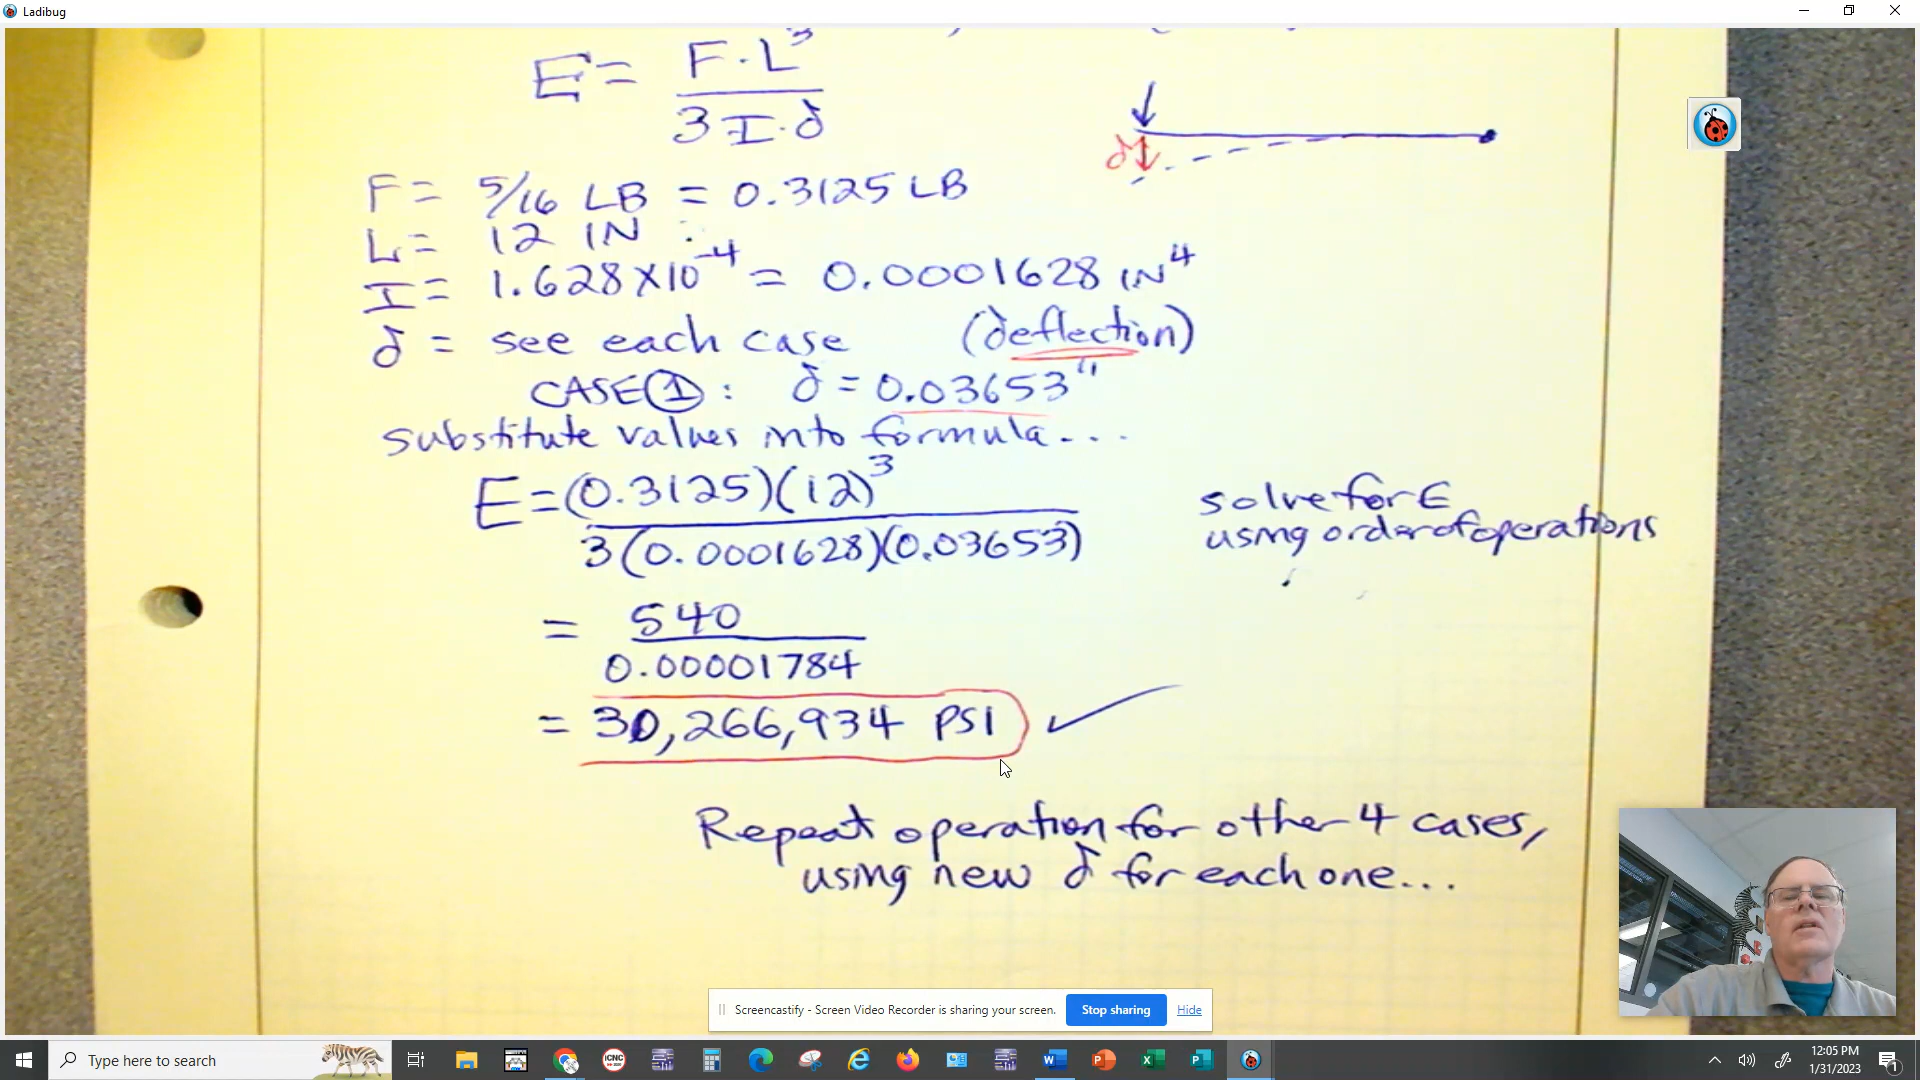 Ladibug
E = F · L³
3 I · δ
δ
F = 5/16 LB = 0.3125 LB
L = 12 IN
I = 1.628 X 10⁻⁴ = 0.0001628 IN⁴
δ = see each case (deflection)
CASE ① : δ = 0.03653"
substitute values into formula...
E = (0.3125)(12)³
3(0.0001628)(0.03653)
solve for E
using order of operations
= 540
0.00001784
= 30,266,934 PSI ✓
Repeat operation for other 4 cases,
using new δ for each one...
Screencastify - Screen Video Recorder is sharing your screen. Stop sharing Hide
Type here to search
12:05 PM
1/31/2023